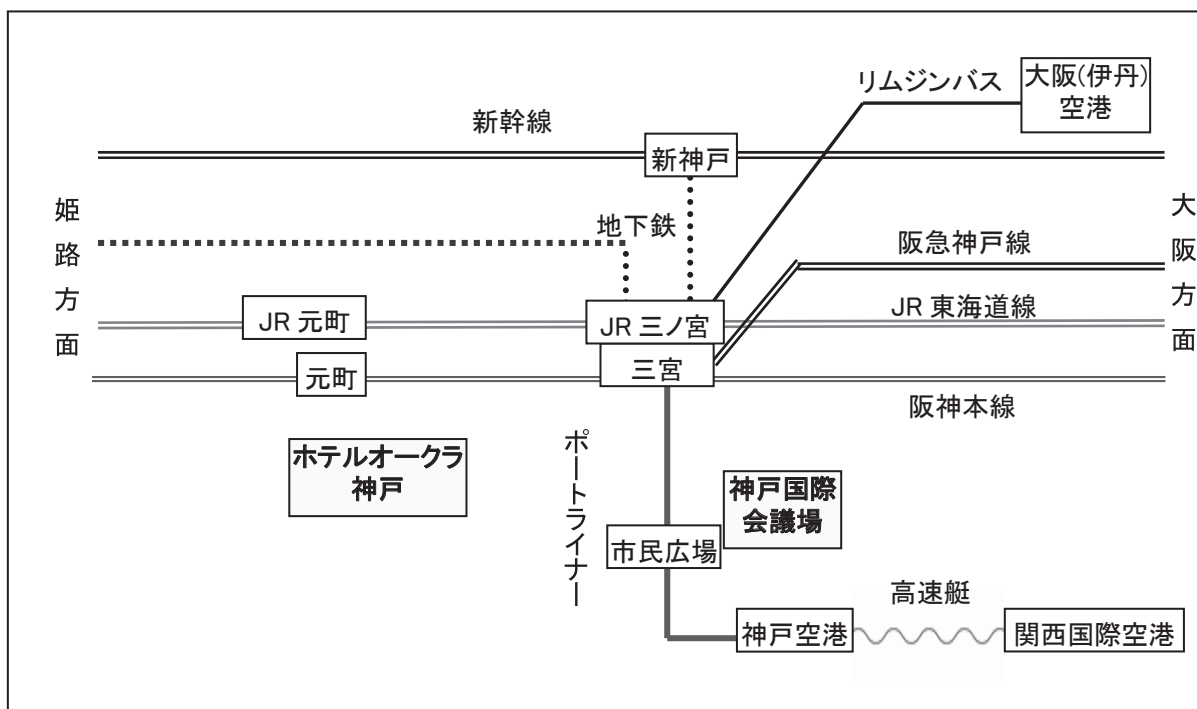 リムジンバス
大阪(伊丹)
空港
新幹線
新神戸
姫路方面
地下鉄
大阪方面
阪急神戸線
JR 元町
JR 三ノ宮
JR 東海道線
元町
三宮
阪神本線
ホテルオークラ
神戸
ポートライナー
神戸国際
会議場
市民広場
高速艇
神戸空港
関西国際空港